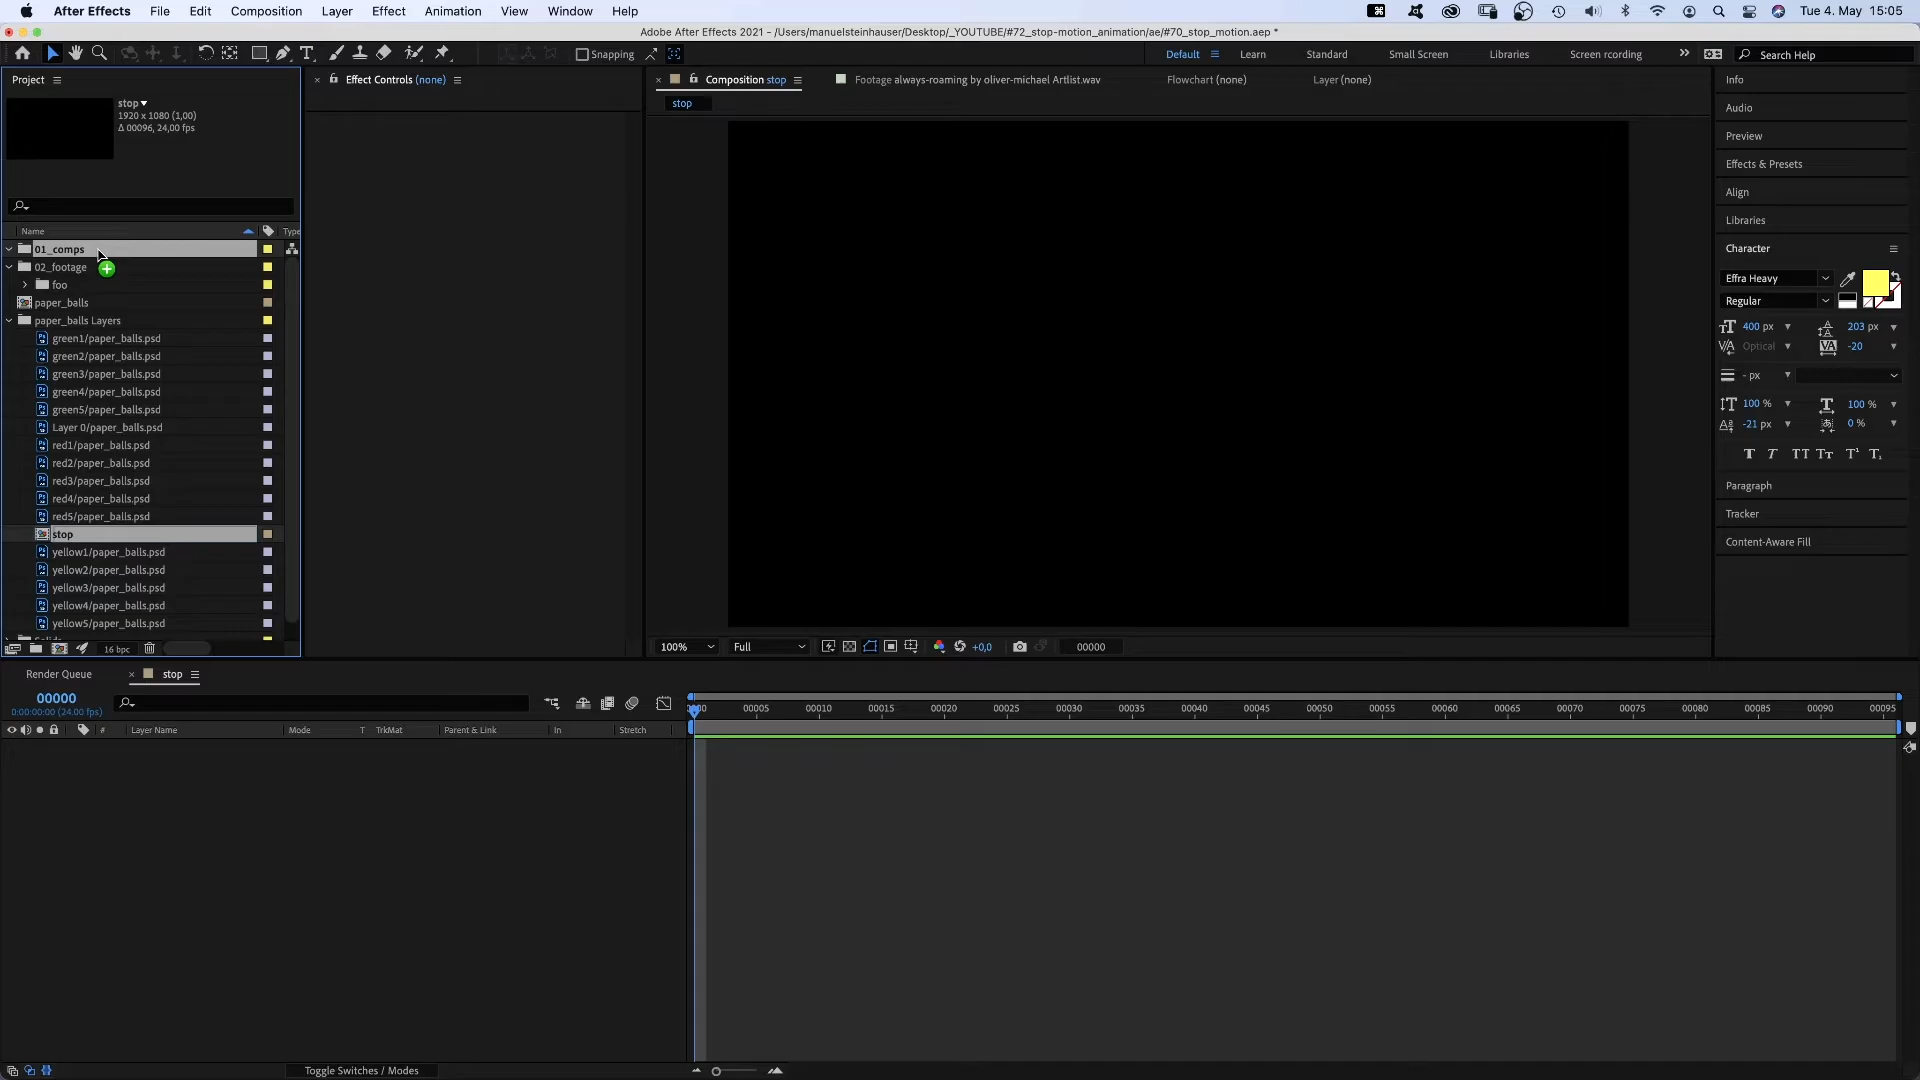 After Effects File Edit Composition Layer Effect Animation View Window Help Tue 4. May 15:05
Adobe After Effects 2021 - /Users/manuelsteinhauser/Desktop/_YOUTUBE/#72_stop-motion_animation/ae/#70_stop_motion.aep *
Snapping Default Learn Standard Small Screen Libraries Screen recording Search Help
Project Effect Controls (none) Composition stop Footage always-roaming by oliver-michael Artlist.wav Flowchart (none) Layer (none)
stop
1920 x 1080 (1,00)
Δ 00096, 24,00 fps
Name Type
01_comps
02_footage
foo
paper_balls
paper_balls Layers
green1/paper_balls.psd
green2/paper_balls.psd
green3/paper_balls.psd
green4/paper_balls.psd
green5/paper_balls.psd
Layer 0/paper_balls.psd
red1/paper_balls.psd
red2/paper_balls.psd
red3/paper_balls.psd
red4/paper_balls.psd
red5/paper_balls.psd
stop
yellow1/paper_balls.psd
yellow2/paper_balls.psd
yellow3/paper_balls.psd
yellow4/paper_balls.psd
yellow5/paper_balls.psd
Solids
16 bpc
stop
100% Full +0,0 00000
Info
Audio
Preview
Effects & Presets
Align
Libraries
Character
Effra Heavy
Regular
400 px 203 px
Optical -20
- px
100 % 100 %
-21 px 0 %
T T TT TT T¹ T₁
Paragraph
Tracker
Content-Aware Fill
Render Queue stop
00000
0:00:00:00 (24.00 fps)
# Layer Name Mode T TrkMat Parent & Link In Stretch
00005 00010 00015 00020 00025 00030 00035 00040 00045 00050 00055 00060 00065 00070 00075 00080 00085 00090 00095
Toggle Switches / Modes